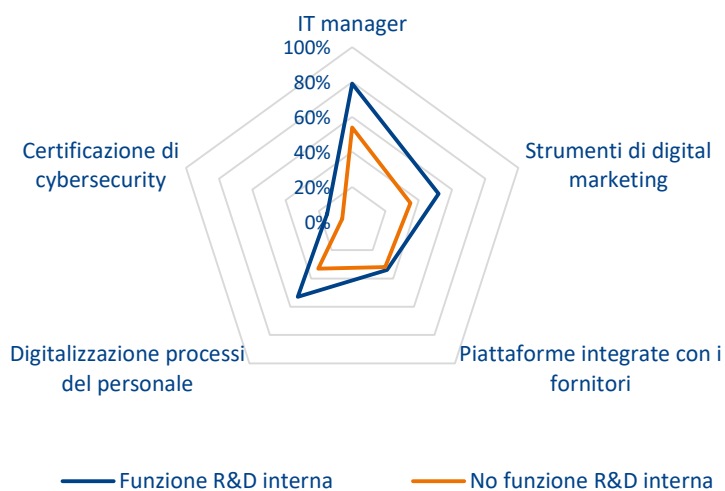 IT manager
100%
80%
60%
40%
20%
0%
Strumenti di digital
marketing
Piattaforme integrate con i
fornitori
Digitalizzazione processi
del personale
Certificazione di
cybersecurity
Funzione R&D interna
No funzione R&D interna